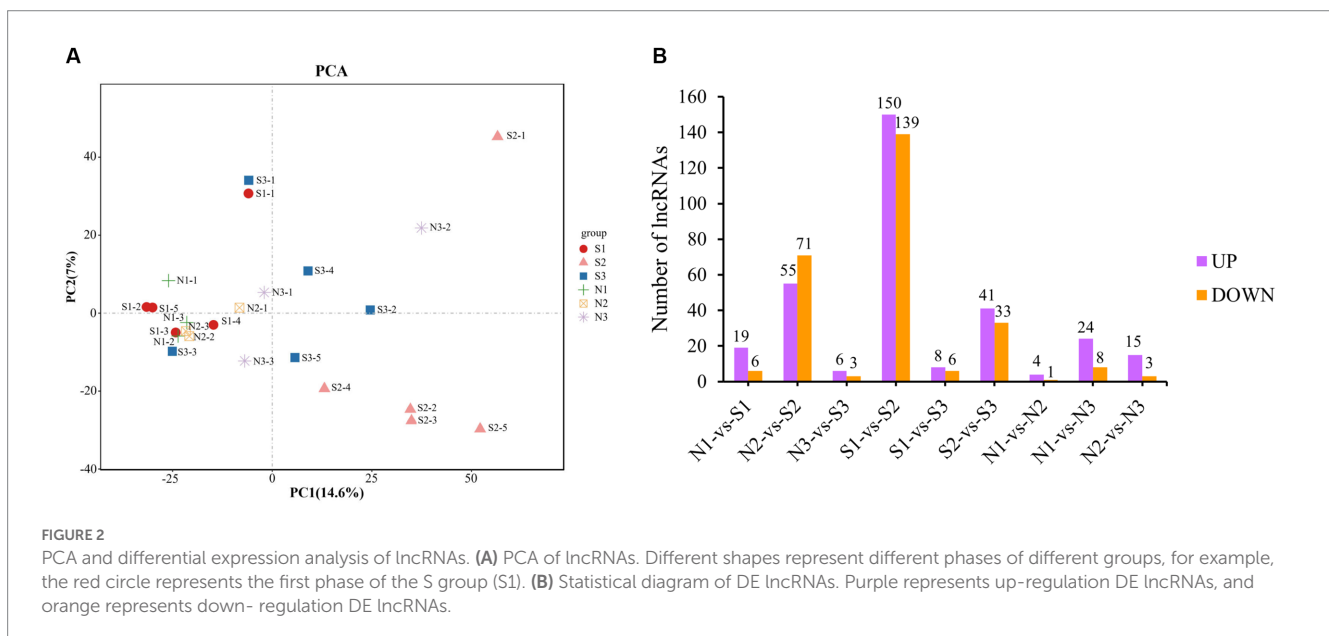 A
PCA
40
20
0
-20
-40
PC2(7%)
-25
0
25
50
PC1(14.6%)
S2-1
S3-1
S1-1
N3-2
N1-1
S3-4
N3-1
S1-2
S1-5
N2-1
S3-2
N1-3
N2-3
S1-4
S1-3
N2-2
N1-2
S3-3
N3-3
S3-5
S2-4
S2-2
S2-3
S2-5
group
S1
S2
S3
N1
N2
N3
B
Number of lncRNAs
160
140
120
100
80
60
40
20
0
19
6
55
71
6
3
150
139
8
6
41
33
4
1
24
8
15
3
N1-vs-S1
N2-vs-S2
N3-vs-S3
S1-vs-S2
S1-vs-S3
S2-vs-S3
N1-vs-N2
N1-vs-N3
N2-vs-N3
UP
DOWN
FIGURE 2
PCA and differential expression analysis of lncRNAs. (A) PCA of lncRNAs. Different shapes represent different phases of different groups, for example,
the red circle represents the first phase of the S group (S1). (B) Statistical diagram of DE lncRNAs. Purple represents up-regulation DE lncRNAs, and
orange represents down- regulation DE lncRNAs.